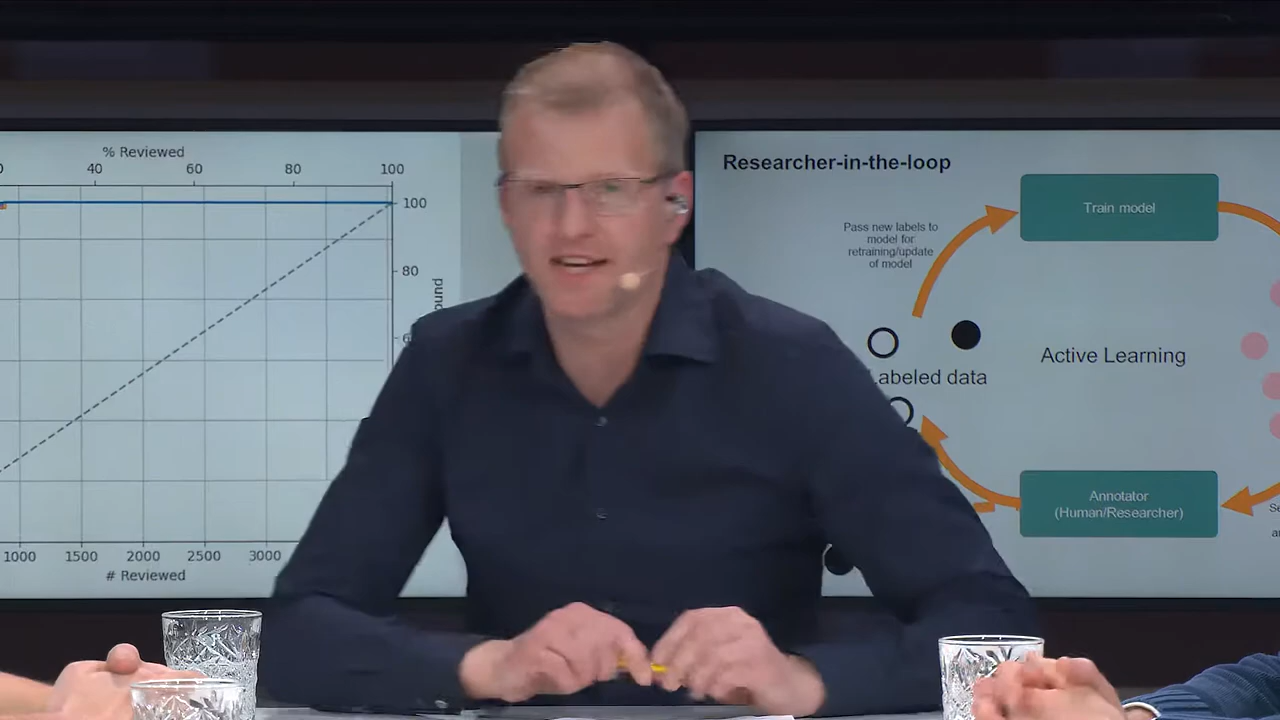 % Reviewed
40 60 80 100
100
80
1000 1500 2000 2500 3000
# Reviewed
Researcher-in-the-loop
Train model
Pass new labels to
model for
retraining/update
of model
Active Learning
Labeled data
Annotator
(Human/Researcher)